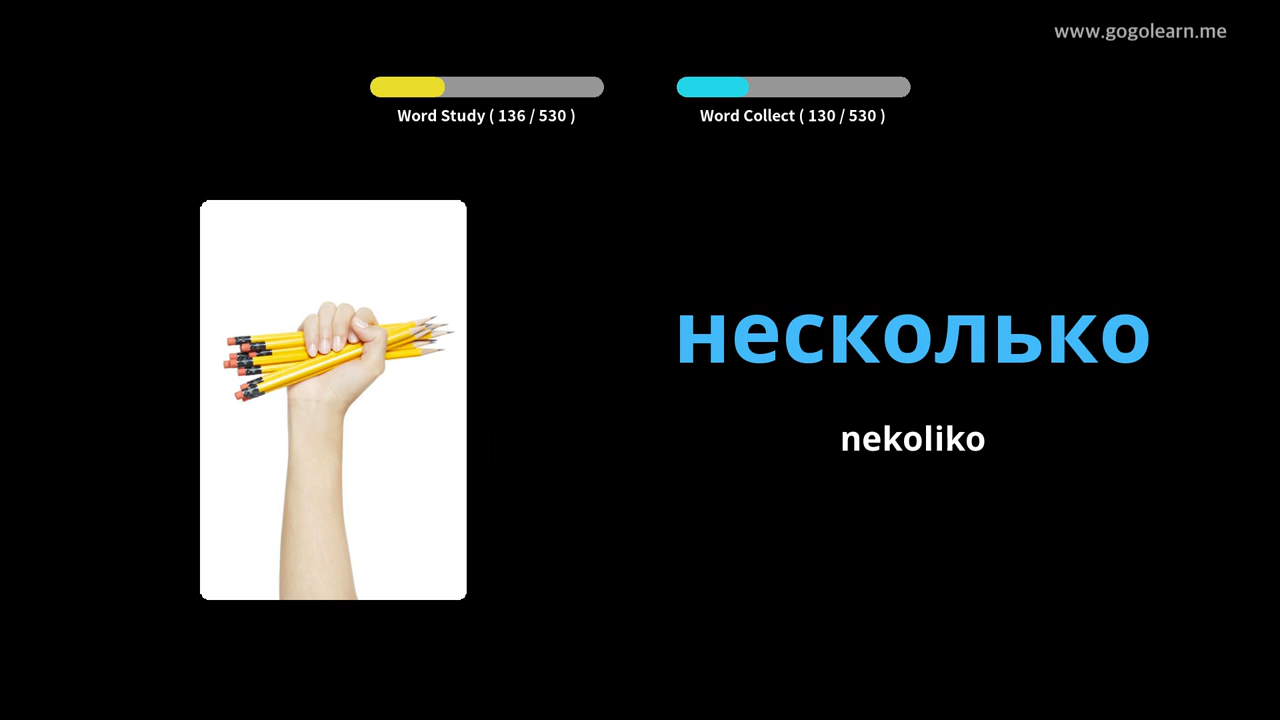 www.gogolearn.me
Word Study ( 136 / 530 )
Word Collect ( 130 / 530 )
несколько
nekoliko